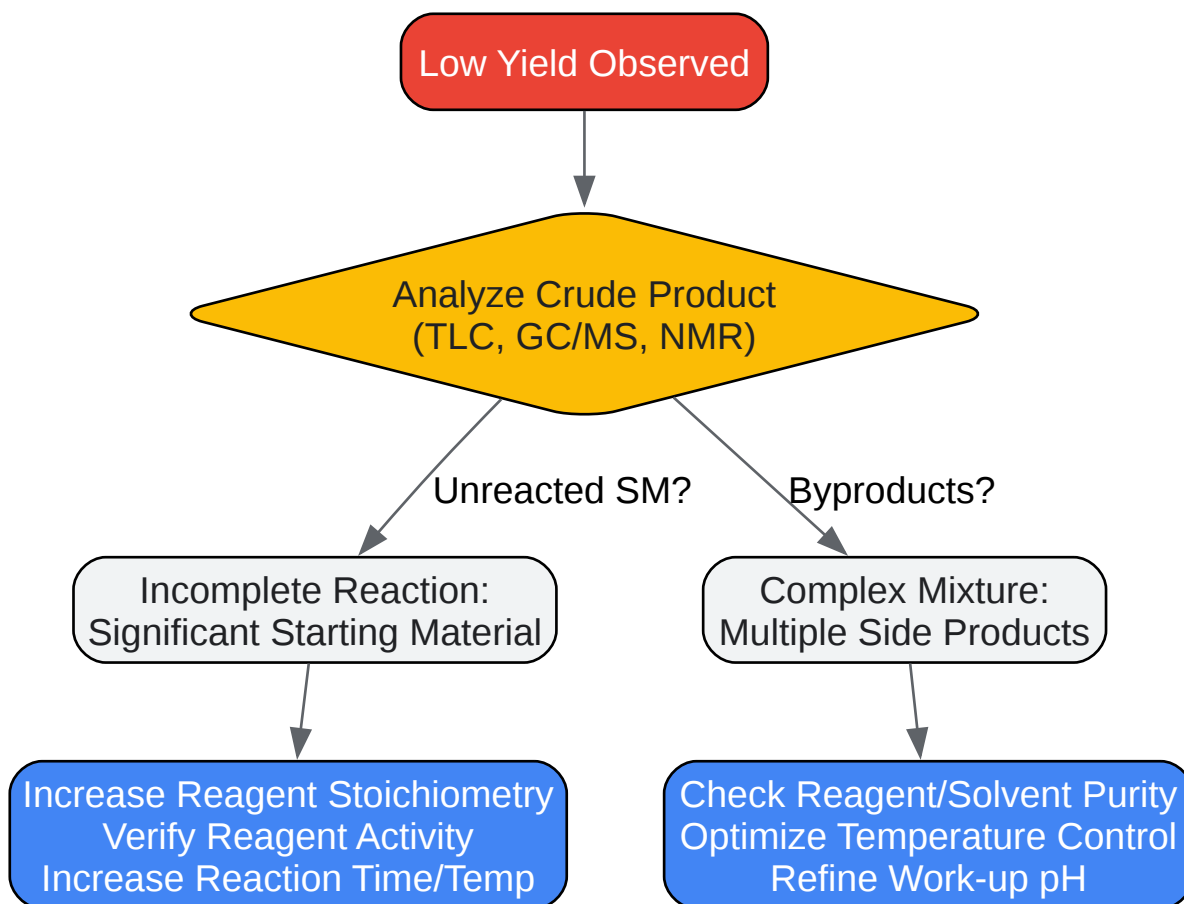 Low Yield Observed
Analyze Crude Product
(TLC, GC/MS, NMR)
Unreacted SM?
Byproducts?
Incomplete Reaction:
Significant Starting Material
Complex Mixture:
Multiple Side Products
Increase Reagent Stoichiometry
Verify Reagent Activity
Increase Reaction Time/Temp
Check Reagent/Solvent Purity
Optimize Temperature Control
Refine Work-up pH